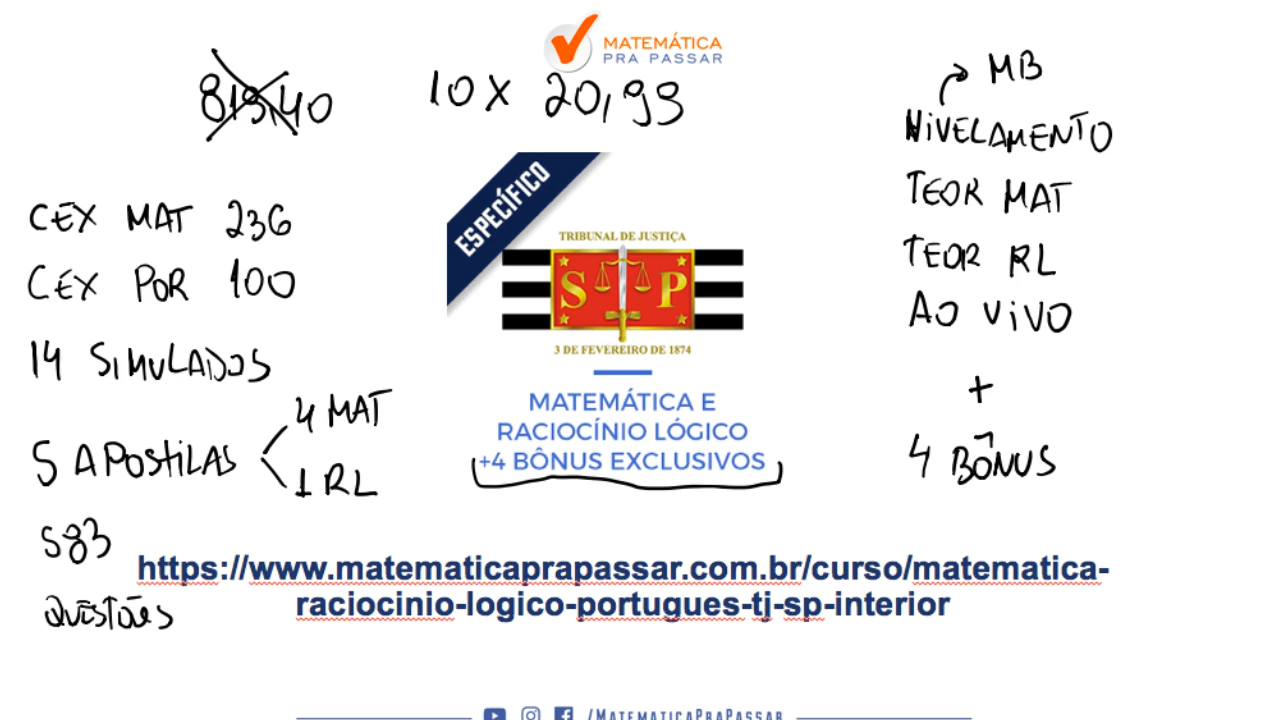 MATEMÁTICA
PRA PASSAR
819,40
10 X 20,99
MB
NIVELAMENTO
TEOR MAT
TEOR RL
AO VIVO
+
4 BÔNUS
CEX MAT 236
CEX POR 100
14 SIMULADOS
5 APOSTILAS
4 MAT
1 RL
583
QUESTÕES
ESPECÍFICO
TRIBUNAL DE JUSTIÇA
S P
3 DE FEVEREIRO DE 1874
MATEMÁTICA E
RACIOCÍNIO LÓGICO
+4 BÔNUS EXCLUSIVOS
https://www.matematicaprapassar.com.br/curso/matematica-
raciocinio-logico-portugues-tj-sp-interior
/MATEMATICAPRAPASSAR